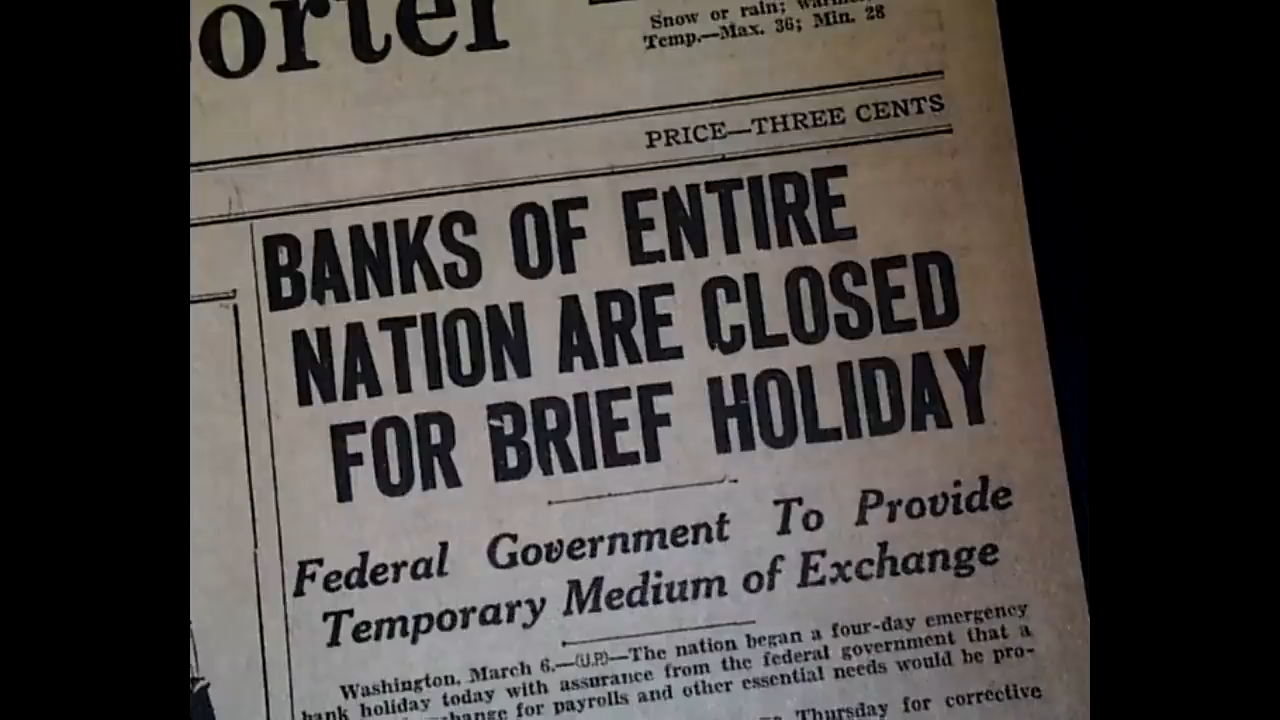 orter
Snow or rain;
Temp.—Max. 36; Min. 28
PRICE—THREE CENTS
BANKS OF ENTIRE
NATION ARE CLOSED
FOR BRIEF HOLIDAY
Federal Government To Provide
Temporary Medium of Exchange
Washington, March 6.—(U.P)—The nation began a four-day emergency
bank holiday today with assurance from the federal government that a
hange for payrolls and other essential needs would be pro-
Thursday for corrective